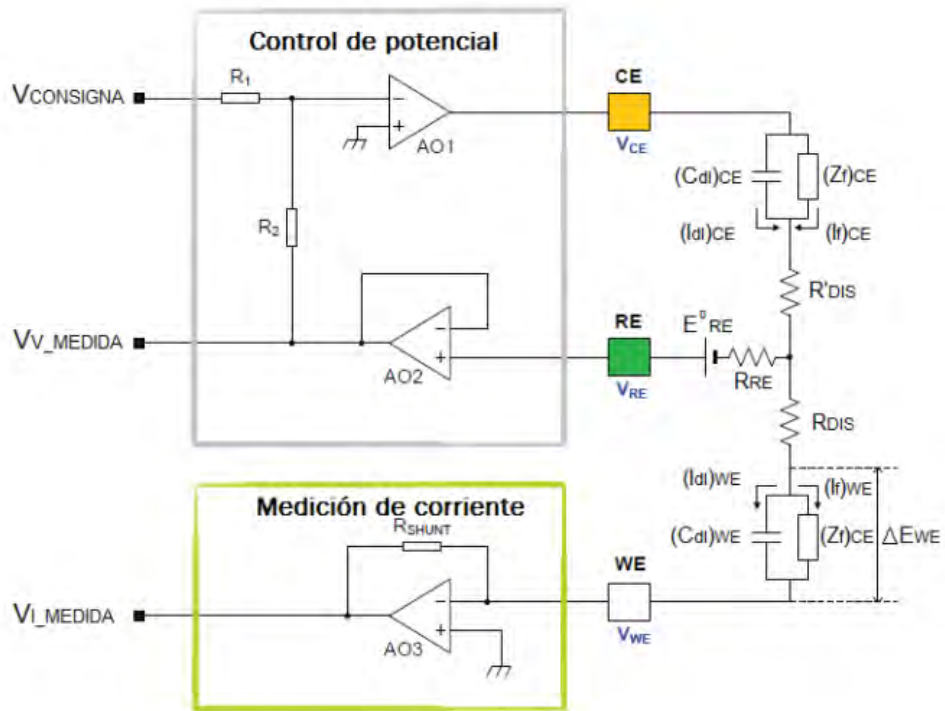 Control de potencial
R1
VCONSIGNA
AO1
CE
VCE
(Cdl)CE
(Zf)CE
(Idl)CE
(If)CE
R2
R'DIS
VV_MEDIDA
AO2
RE
VRE
E⁰RE
RRE
RDIS
Medición de corriente
RSHUNT
(Idl)WE
(If)WE
(Cdl)WE
(Zf)CE
ΔEWE
WE
VWE
VI_MEDIDA
AO3